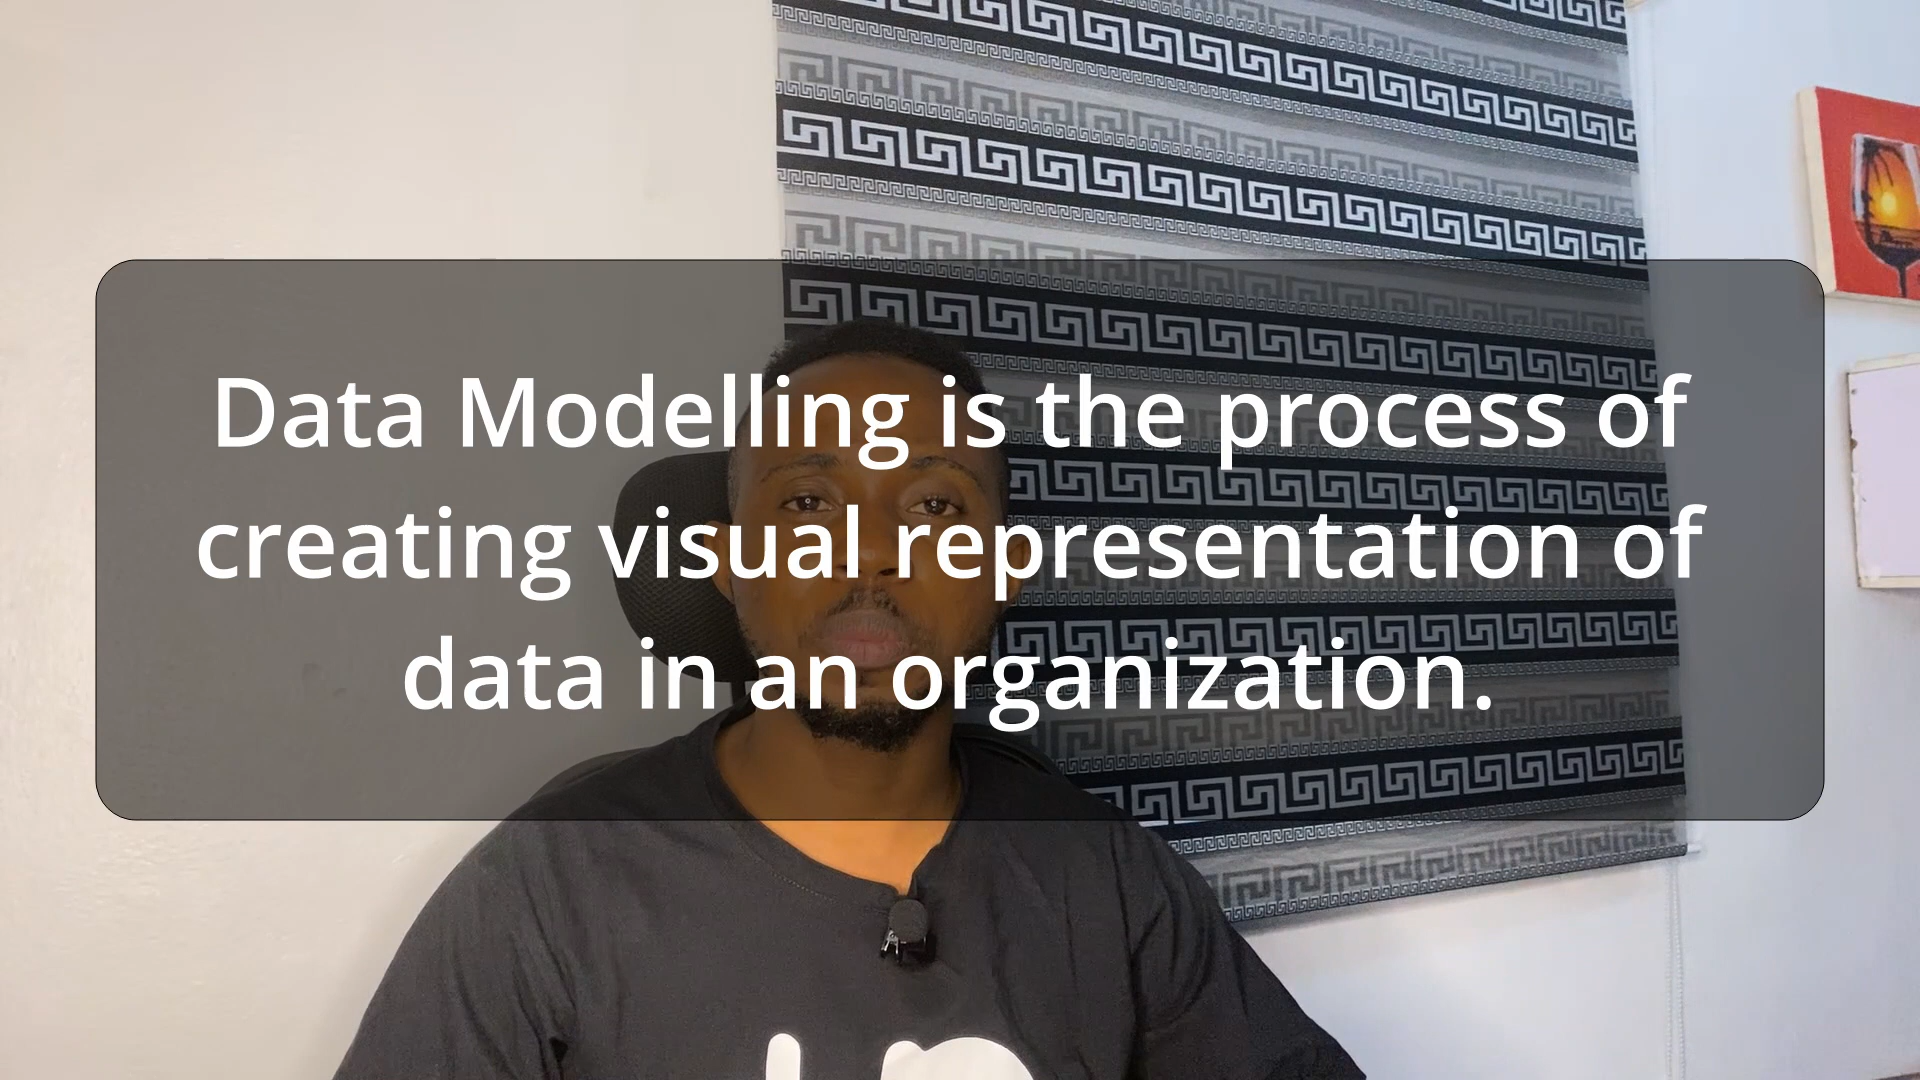 Data Modelling is the process of
creating visual representation of
data in an organization.